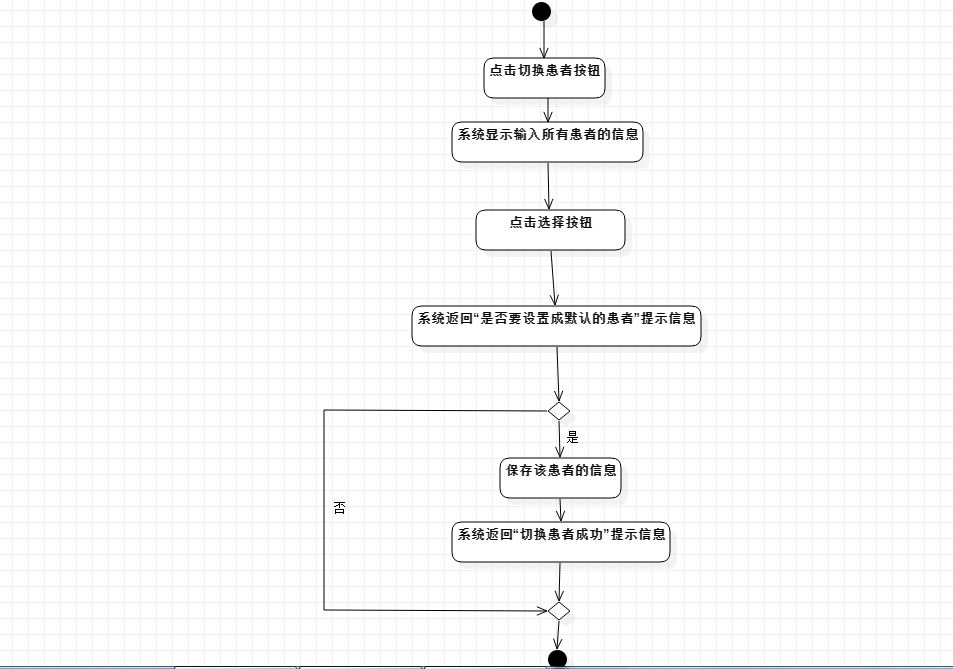 点击切换患者按钮
系统显示输入所有患者的信息
点击选择按钮
系统返回“是否要设置成默认的患者”提示信息
是
保存该患者的信息
否
系统返回“切换患者成功”提示信息